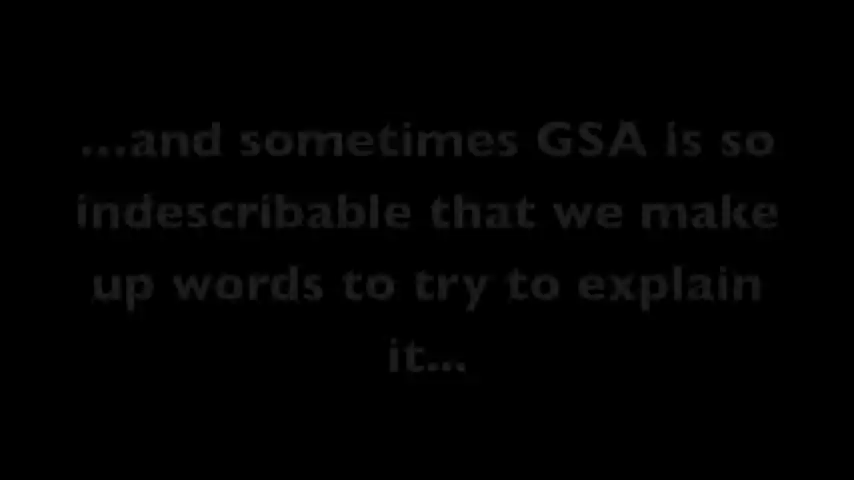 ...and sometimes GSA is so
indescribable that we make
up words to try to explain
it...